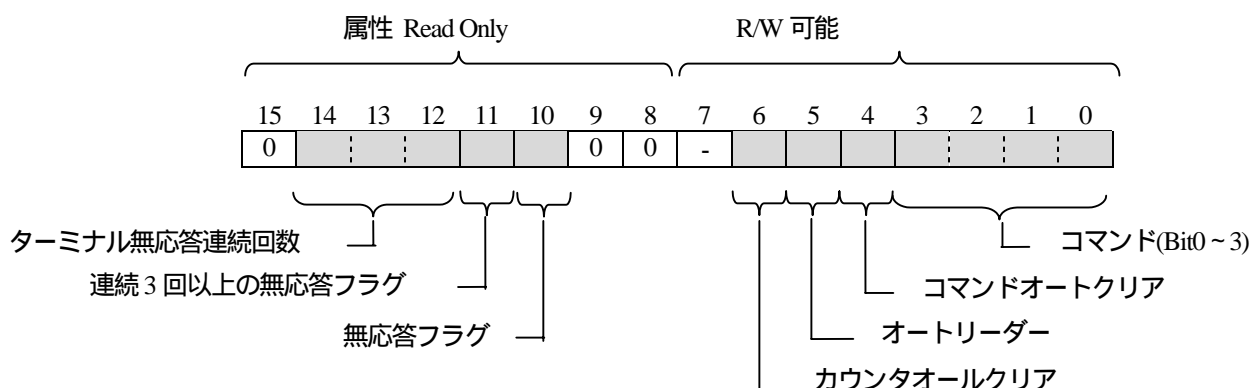 属性 Read Only R/W 可能
15 14 13 12 11 10 9 8 7 6 5 4 3 2 1 0
0 0 0 -
ターミナル無応答連続回数 コマンド(Bit0 ~ 3)
連続 3 回以上の無応答フラグ コマンドオートクリア
無応答フラグ オートリーダー
カウンタオールクリア